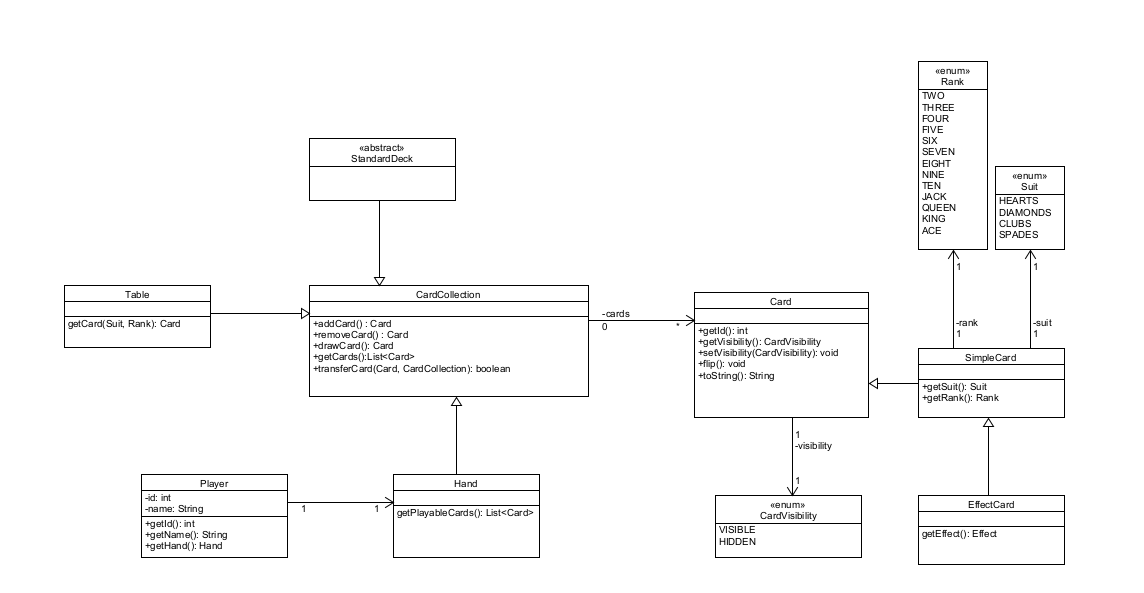 «enum»
Rank
TWO
THREE
FOUR
FIVE
SIX
SEVEN
EIGHT
NINE
TEN
JACK
QUEEN
KING
ACE
«enum»
Suit
HEARTS
DIAMONDS
CLUBS
SPADES
«abstract»
StandardDeck
Table
getCard(Suit, Rank): Card
CardCollection
+addCard() : Card
+removeCard() : Card
+drawCard(): Card
+getCards():List<Card>
+transferCard(Card, CardCollection): boolean
-cards
0
*
Card
+getId(): int
+getVisibility(): CardVisibility
+setVisibility(CardVisibility): void
+flip(): void
+toString(): String
1
-rank
1
1
-suit
1
SimpleCard
+getSuit(): Suit
+getRank(): Rank
Player
-id: int
-name: String
+getId(): int
+getName(): String
+getHand(): Hand
1
1
Hand
getPlayableCards(): List<Card>
1
-visibility
1
«enum»
CardVisibility
VISIBLE
HIDDEN
EffectCard
getEffect(): Effect